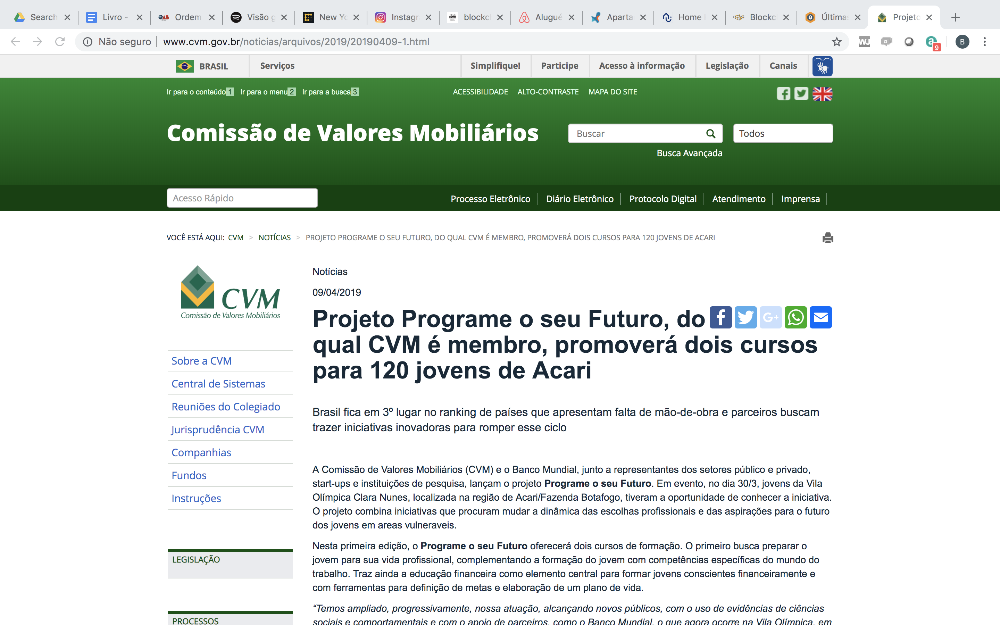 Search
Livro -
Ordem
Visão g
New Yo
Instagr
blockc
Alugué
Aparta
Home
Blockc
Últimas
Projeto
Não seguro www.cvm.gov.br/noticias/arquivos/2019/20190409-1.html
WJ a a 9 B
BRASIL Serviços Simplifique! Participe Acesso à informação Legislação Canais
Ir para o conteúdo 1 Ir para o menu 2 Ir para a busca 3 ACESSIBILIDADE ALTO-CONTRASTE MAPA DO SITE
Comissão de Valores Mobiliários Buscar Todos
Busca Avançada
Acesso Rápido Processo Eletrônico Diário Eletrônico Protocolo Digital Atendimento Imprensa
VOCÊ ESTÁ AQUI: CVM > NOTÍCIAS > PROJETO PROGRAME O SEU FUTURO, DO QUAL CVM É MEMBRO, PROMOVERÁ DOIS CURSOS PARA 120 JOVENS DE ACARI
CVM
Comissão de Valores Mobiliários
Sobre a CVM
Central de Sistemas
Reuniões do Colegiado
Jurisprudência CVM
Companhias
Fundos
Instruções
LEGISLAÇÃO
PROCESSOS
Notícias
09/04/2019
Projeto Programe o seu Futuro, do
qual CVM é membro, promoverá dois cursos
para 120 jovens de Acari
G+
Brasil fica em 3º lugar no ranking de países que apresentam falta de mão-de-obra e parceiros buscam
trazer iniciativas inovadoras para romper esse ciclo
A Comissão de Valores Mobiliários (CVM) e o Banco Mundial, junto a representantes dos setores público e privado,
start-ups e instituições de pesquisa, lançam o projeto Programe o seu Futuro. Em evento, no dia 30/3, jovens da Vila
Olímpica Clara Nunes, localizada na região de Acari/Fazenda Botafogo, tiveram a oportunidade de conhecer a iniciativa.
O projeto combina iniciativas que procuram mudar a dinâmica das escolhas profissionais e das aspirações para o futuro
dos jovens em areas vulneraveis.
Nesta primeira edição, o Programe o seu Futuro oferecerá dois cursos de formação. O primeiro busca preparar o
jovem para sua vida profissional, complementando a formação do jovem com competências específicas do mundo do
trabalho. Traz ainda a educação financeira como elemento central para formar jovens conscientes financeiramente e
com ferramentas para definição de metas e elaboração de um plano de vida.
“Temos ampliado, progressivamente, nossa atuação, alcançando novos públicos, com o uso de evidências de ciências
sociais e comportamentais e com o apoio de parceiros, como o Banco Mundial, o que agora ocorre na Vila Olímpica, em